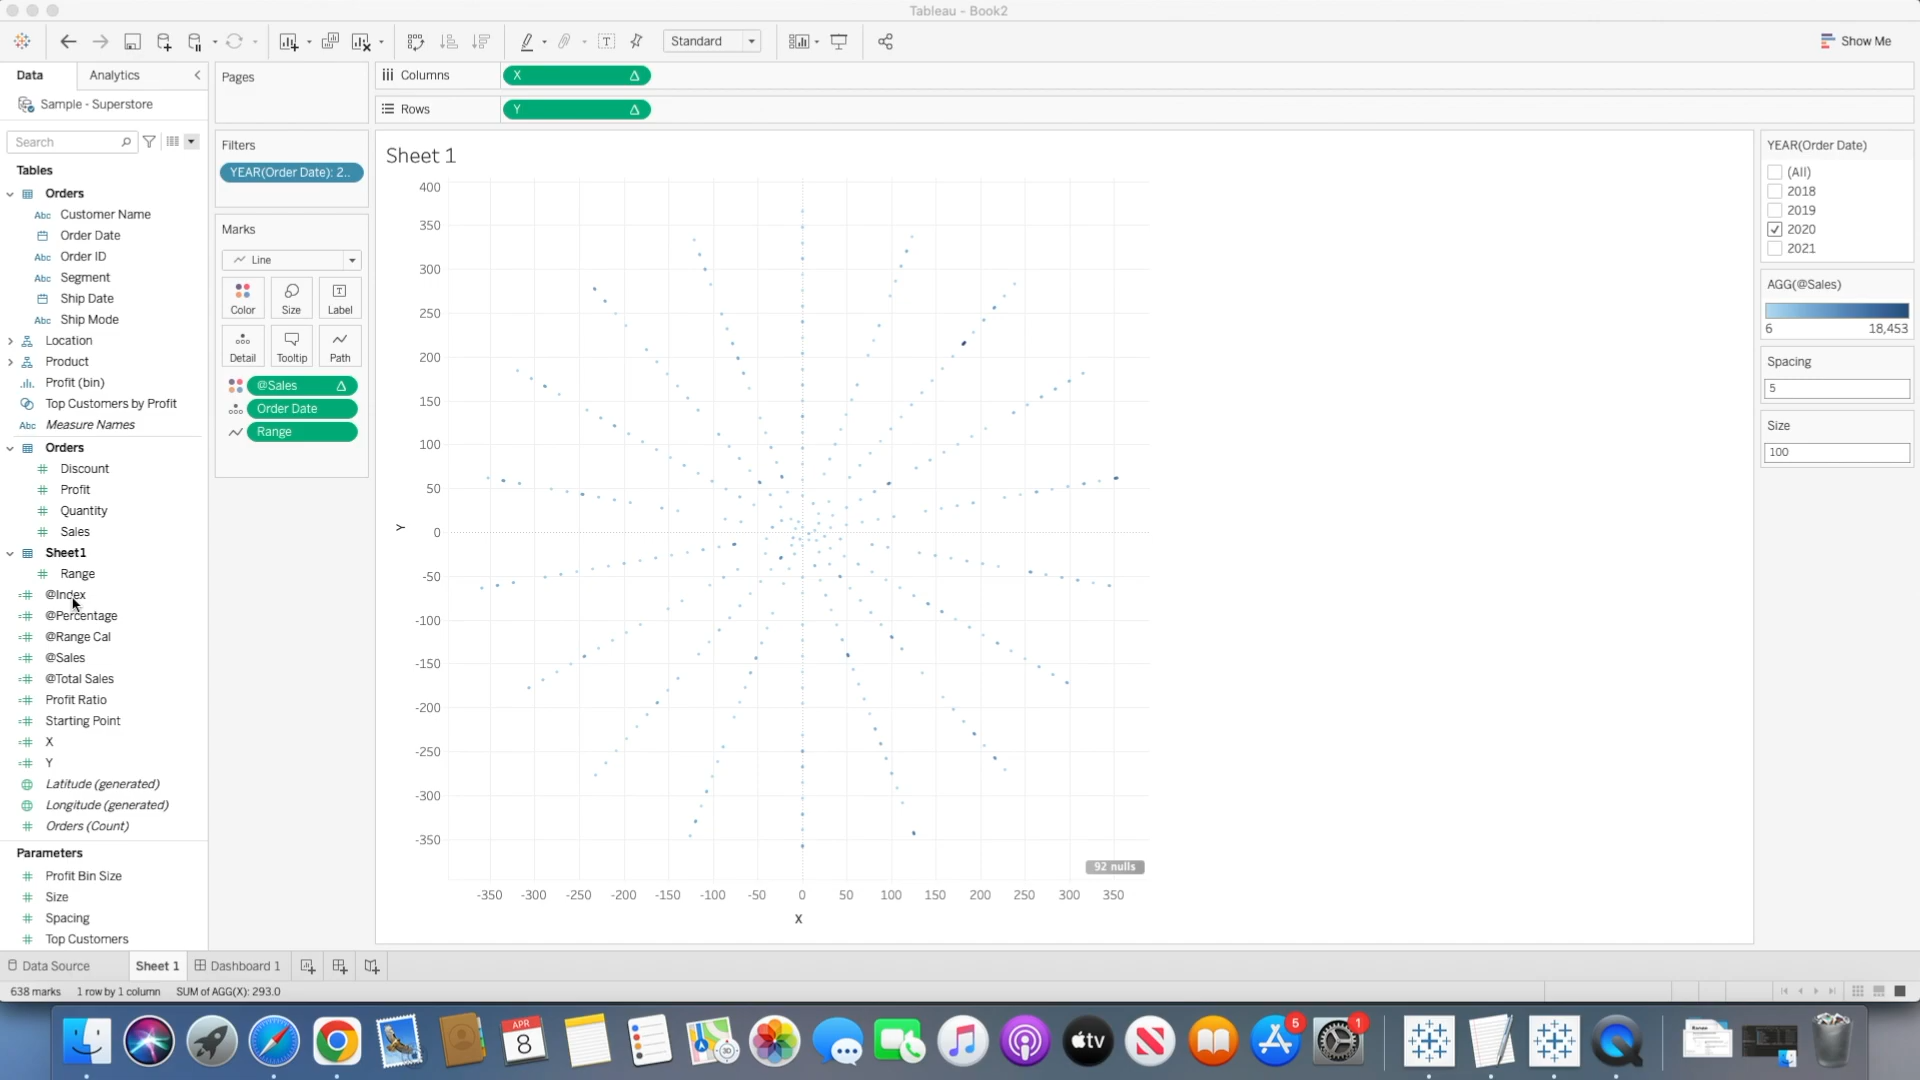 Tableau - Book2
Standard
Show Me
Data
Analytics
Pages
Columns
X
Sample - Superstore
Rows
Y
Search
Filters
YEAR(Order Date): 2..
Sheet 1
YEAR(Order Date)
(All)
2018
2019
2020
2021
Tables
Orders
Customer Name
Order Date
Order ID
Segment
Ship Date
Ship Mode
Location
Product
Profit (bin)
Top Customers by Profit
Measure Names
Orders
Discount
Profit
Quantity
Sales
Sheet1
Range
@Index
@Percentage
@Range Cal
@Sales
@Total Sales
Profit Ratio
Starting Point
X
Y
Latitude (generated)
Longitude (generated)
Orders (Count)
Parameters
Profit Bin Size
Size
Spacing
Top Customers
Abc
Abc
Abc
Abc
Abc
Marks
Line
Color
Size
Label
Detail
Tooltip
Path
@Sales
Order Date
Range
400
350
300
250
200
150
100
50
0
-50
-100
-150
-200
-250
-300
-350
Y
92 nulls
-350 -300 -250 -200 -150 -100 -50 0 50 100 150 200 250 300 350
X
AGG(@Sales)
6 18,453
Spacing
5
Size
100
Data Source
Sheet 1
Dashboard 1
638 marks 1 row by 1 column SUM of AGG(X): 293.0
APR
8
tv
5
1